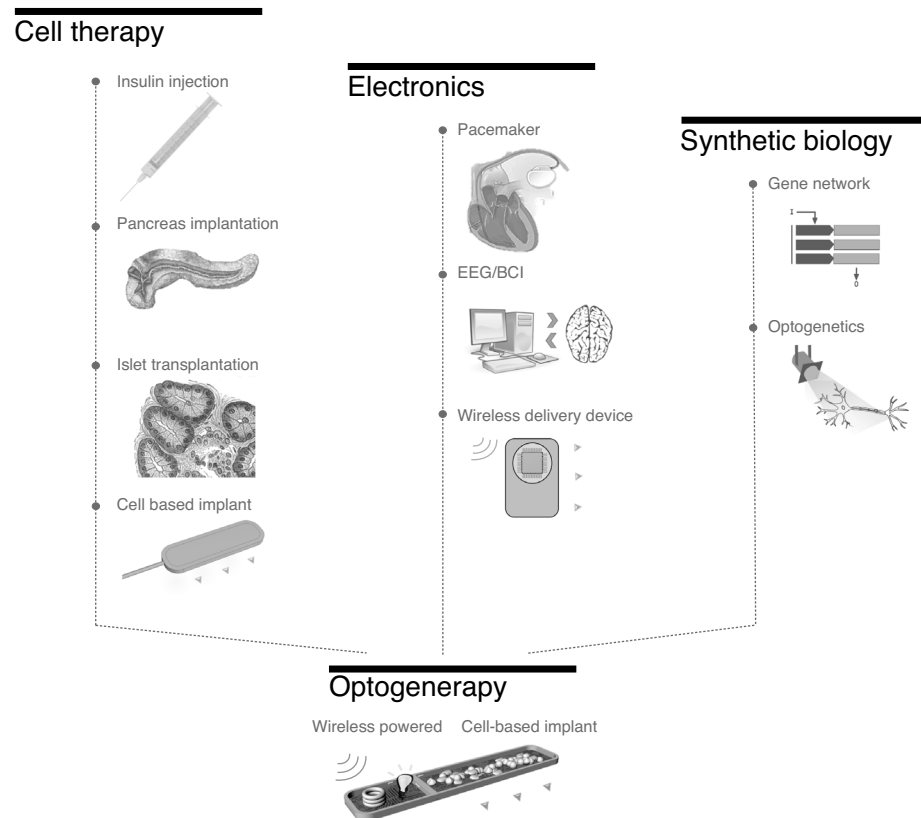 Cell therapy
Insulin injection
Pancreas implantation
Islet transplantation
Cell based implant
Electronics
Pacemaker
EEG/BCI
Wireless delivery device
Synthetic biology
Gene network
I
O
Optogenetics
Optogenerapy
Wireless powered
Cell-based implant